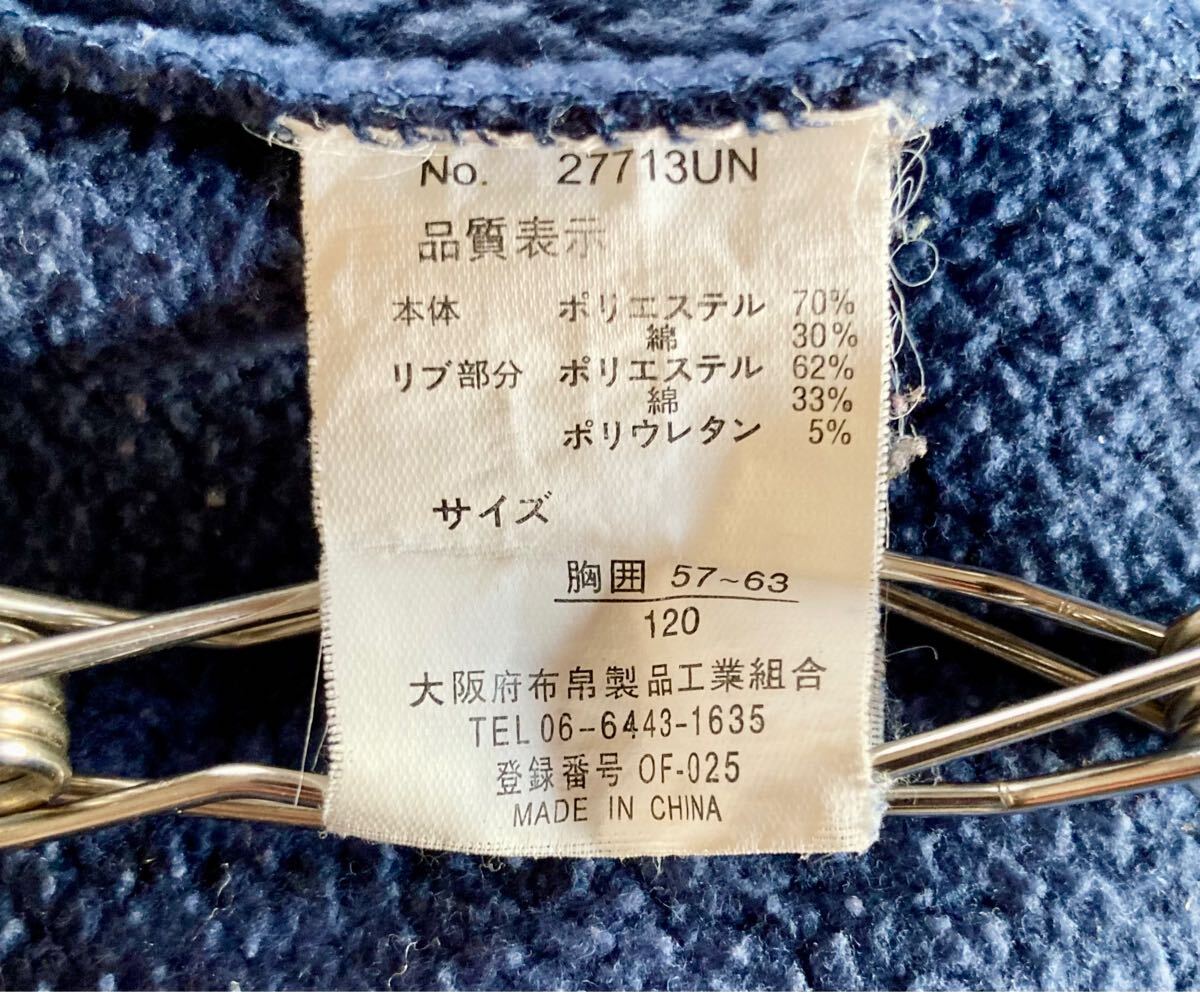 No. 27713UN
品質表示
本体 ポリエステル 70%
綿 30%
リブ部分 ポリエステル 62%
綿 33%
ポリウレタン 5%
サイズ
胸囲 57~63
120
大阪府布帛製品工業組合
TEL 06-6443-1635
登録番号 OF-025
MADE IN CHINA